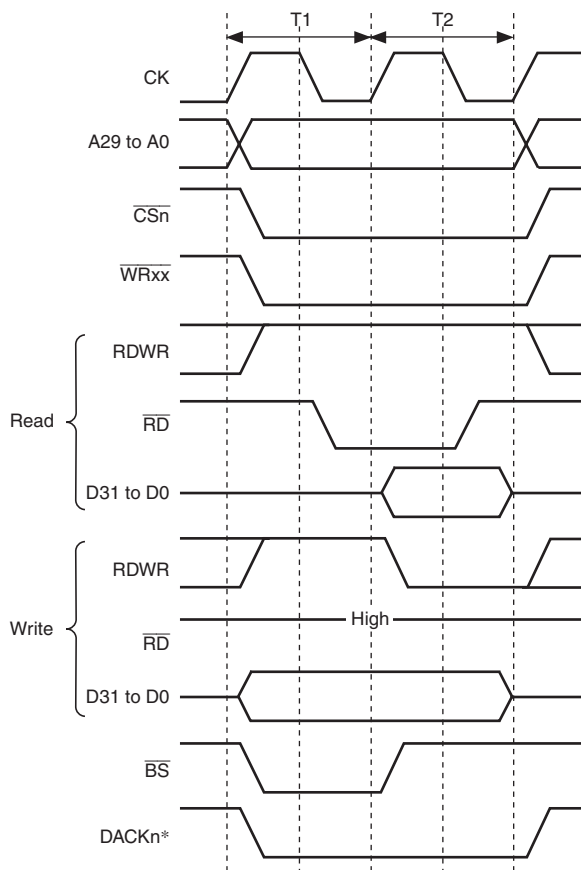 T1 T2
CK
A29 to A0
CSn
WRxx
RDWR
Read
RD
D31 to D0
RDWR
High
Write
RD
D31 to D0
BS
DACKn*